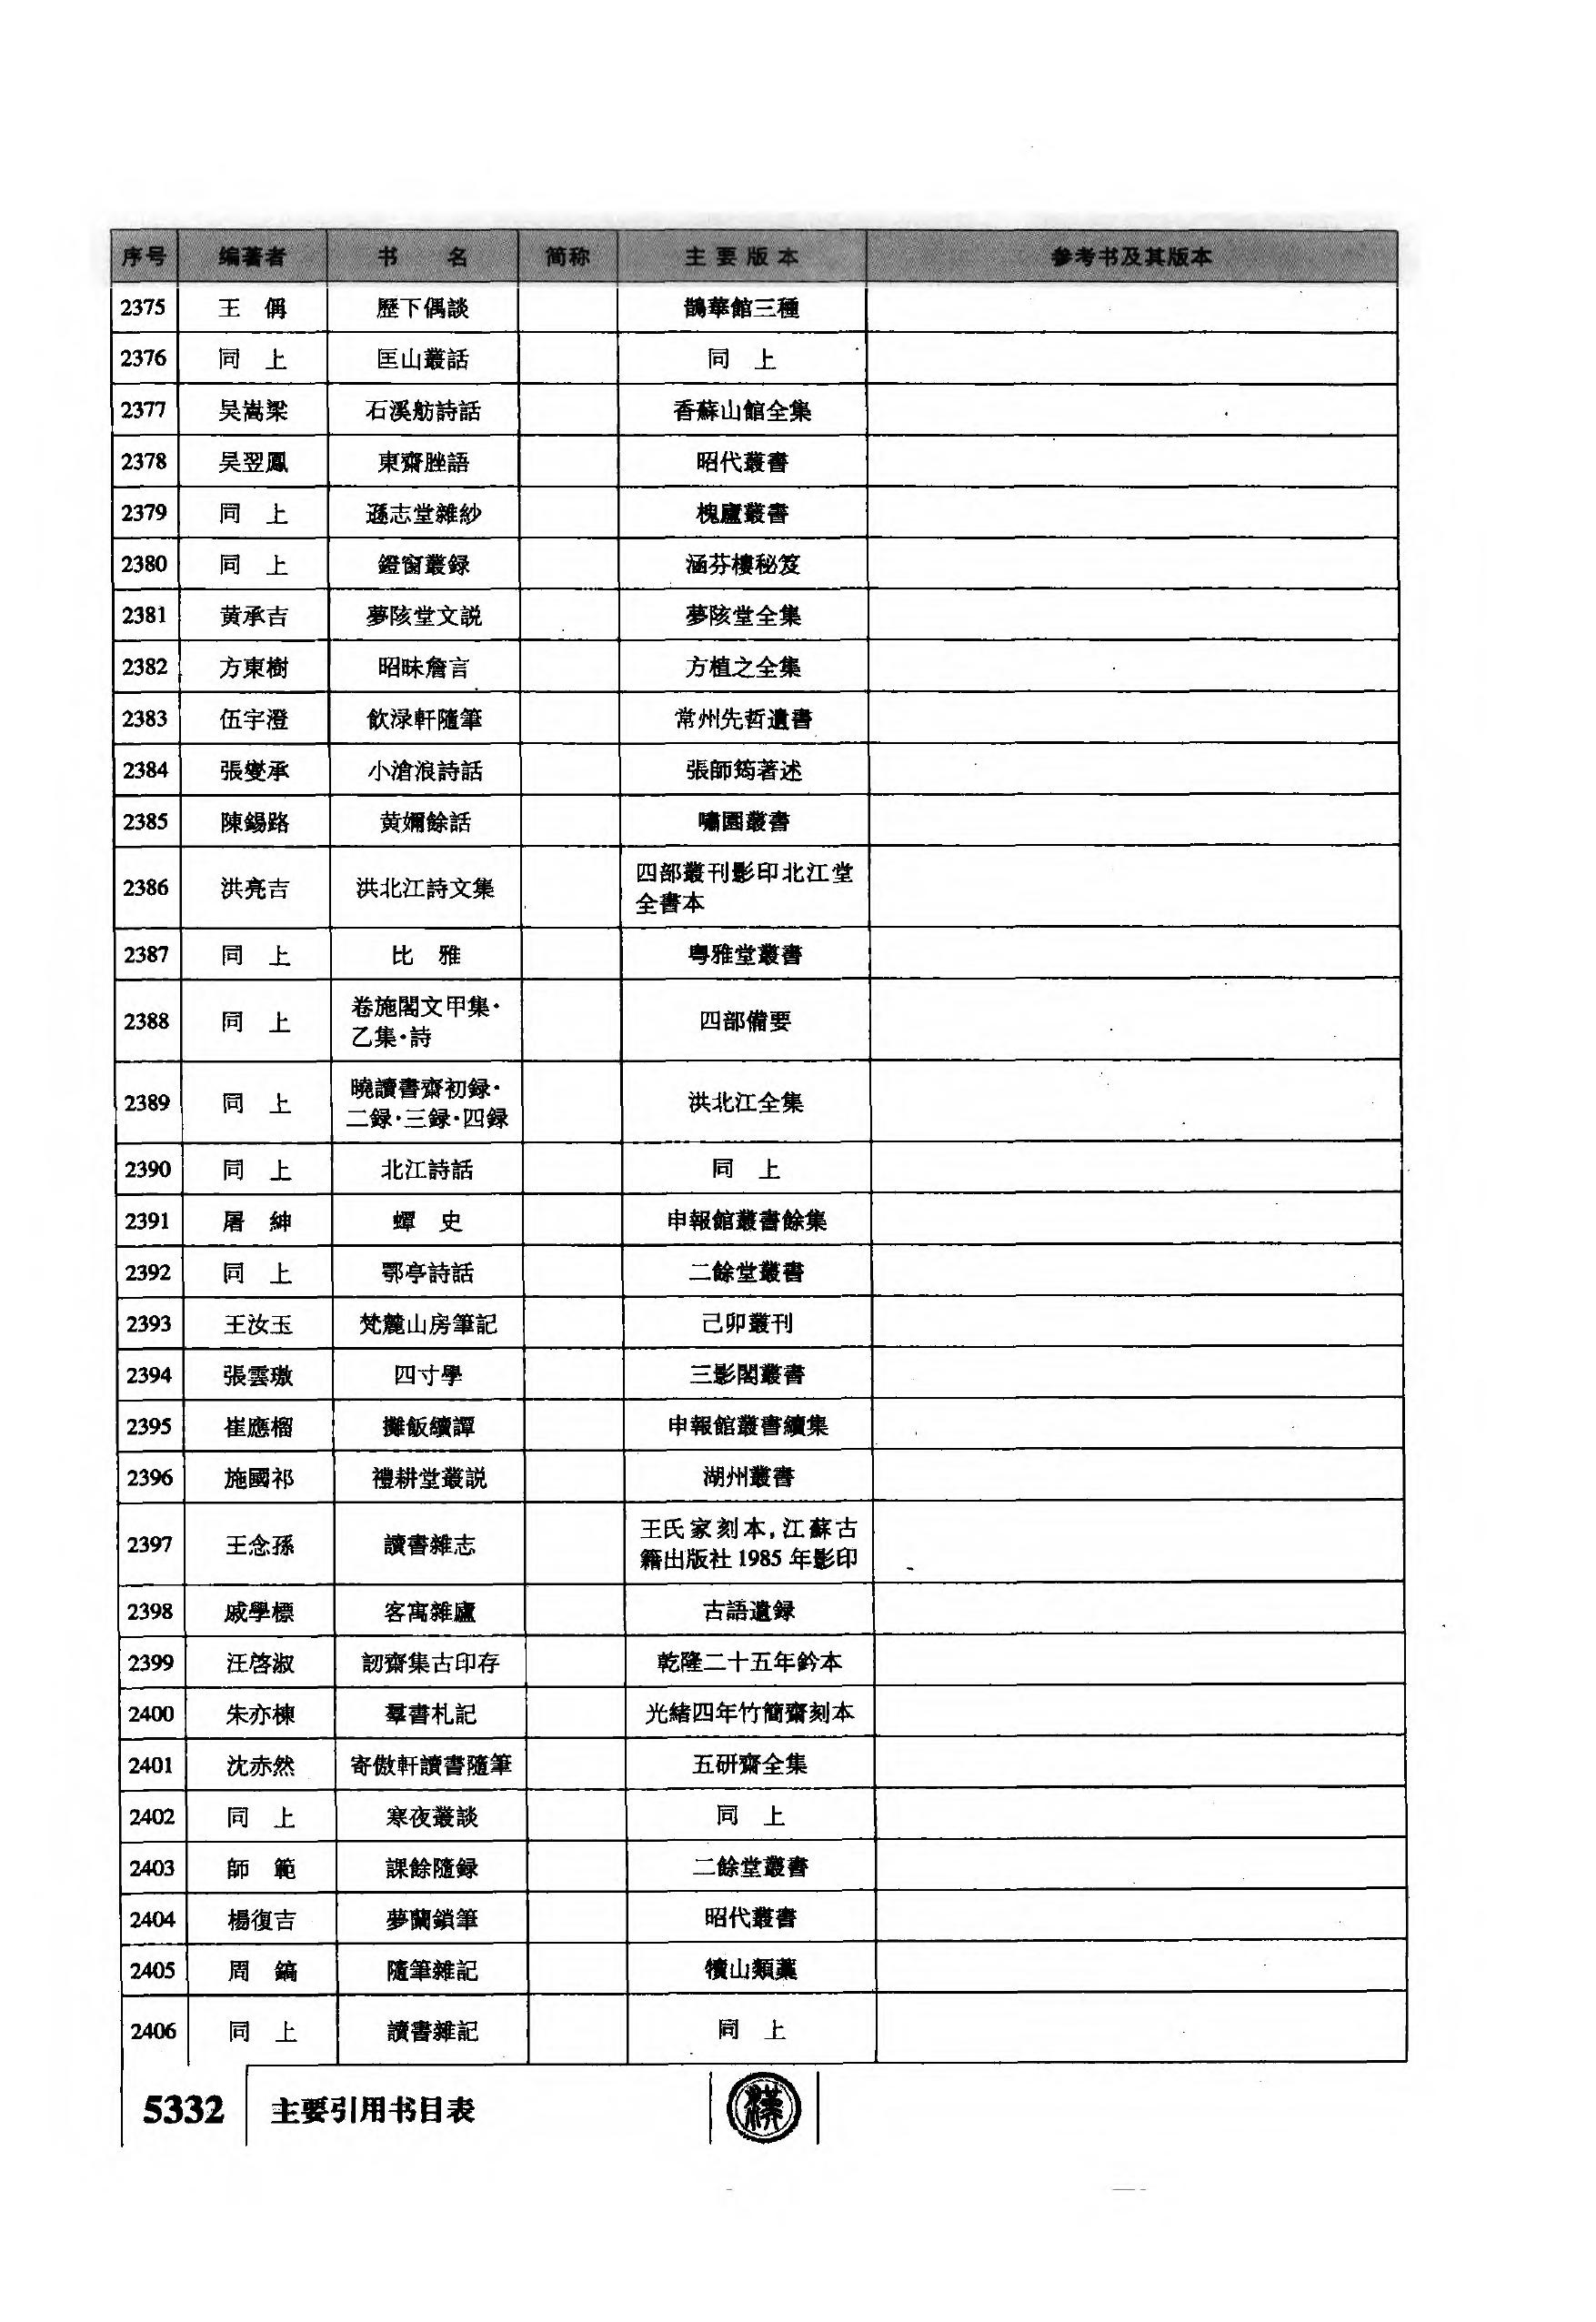 序号 编著者 书 名 简称 主要版本 参考书及其版本
2375 王 偁 歷下偶談 鵲華館三種
2376 同 上 匡山叢話 同 上
2377 吴嵩梁 石溪舫詩話 香蘇山館全集
2378 吴翌鳳 東齋脞語 昭代叢書
2379 同 上 遜志堂雜紗 槐廬叢書
2380 同 上 鐙窗叢録 涵芬樓秘笈
2381 黄承吉 夢陔堂文説 夢陔堂全集
2382 方東樹 昭昧詹言 方植之全集
2383 伍宇澄 飲渌軒隨筆 常州先哲遺書
2384 張燮承 小滄浪詩話 張師筠著述
2385 陳錫路 黄嬭餘話 嘯園叢書
2386 洪亮吉 洪北江詩文集 四部叢刊影印北江堂
全書本
2387 同 上 比 雅 粤雅堂叢書
2388 同 上 卷施閣文甲集·
乙集·詩 四部備要
2389 同 上 曉讀書齋初録·
二録·三録·四録 洪北江全集
2390 同 上 北江詩話 同 上
2391 屠 紳 蟫 史 申報館叢書餘集
2392 同 上 鄂亭詩話 二餘堂叢書
2393 王汝玉 梵麓山房筆記 己卯叢刊
2394 張雲璈 四寸學 三影閣叢書
2395 崔應榴 攤飯續譚 申報館叢書續集
2396 施國祁 禮耕堂叢説 湖州叢書
2397 王念孫 讀書雜志 王氏家刻本,江蘇古
籍出版社1985年影印
2398 戚學標 客寓雜廬 古語遺録
2399 汪啓淑 訒齋集古印存 乾隆二十五年鈐本
2400 朱亦棟 羣書札記 光緒四年竹簡齋刻本
2401 沈赤然 寄傲軒讀書隨筆 五研齋全集
2402 同 上 寒夜叢談 同 上
2403 師 範 課餘隨録 二餘堂叢書
2404 楊復吉 夢蘭鎖筆 昭代叢書
2405 周 鎬 隨筆雜記 犢山類藁
2406 同 上 讀書雜記 同 上
5332 主要引用书目表
漢